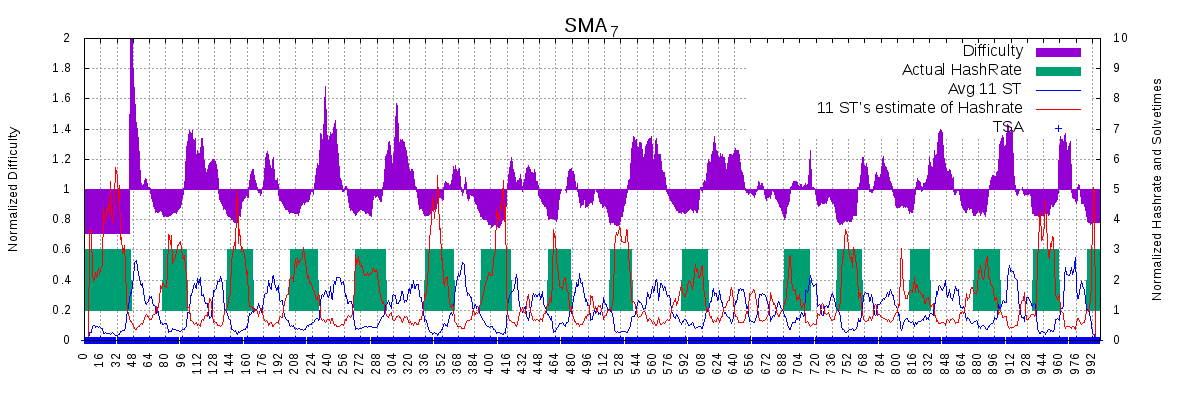 SMA 7
Difficulty
Actual HashRate
Avg 11 ST
11 ST's estimate of Hashrate
TSA
Normalized Difficulty
2
1.8
1.6
1.4
1.2
1
0.8
0.6
0.4
0.2
0
10
9
8
7
6
5
4
3
2
1
0
Normalized Hashrate and Solvetimes
0 16 32 48 64 80 96 112 128 144 160 176 192 208 224 240 256 272 288 304 320 336 352 368 384 400 416 432 448 464 480 496 512 528 544 560 576 592 608 624 640 656 672 688 704 720 736 752 768 784 800 816 832 848 864 880 896 912 928 944 960 976 992